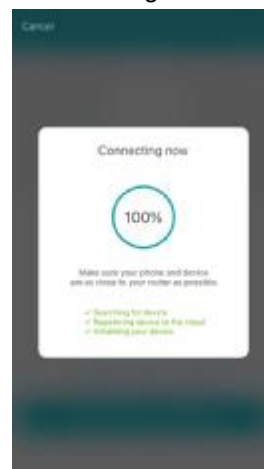 Cancel
Connecting now
100%
Make sure your phone and device
are as close to your router as possible.
✓ Searching for device
✓ Registering device to the cloud
✓ Initializing your device